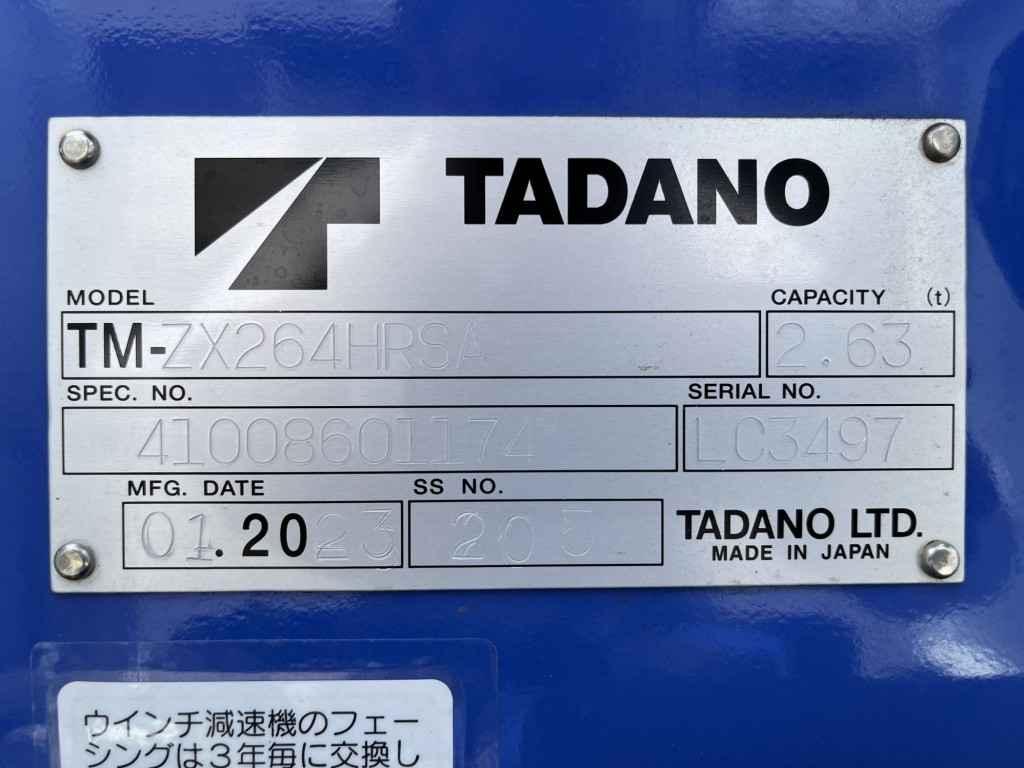 TADANO
MODEL
CAPACITY (t)
TM-ZX264HRSA
2.63
SPEC. NO.
SERIAL NO.
41008601174
LC3497
MFG. DATE
SS NO.
01.2023
205
TADANO LTD.
MADE IN JAPAN
ウインチ減速機のフェー
シングは3年毎に交換し